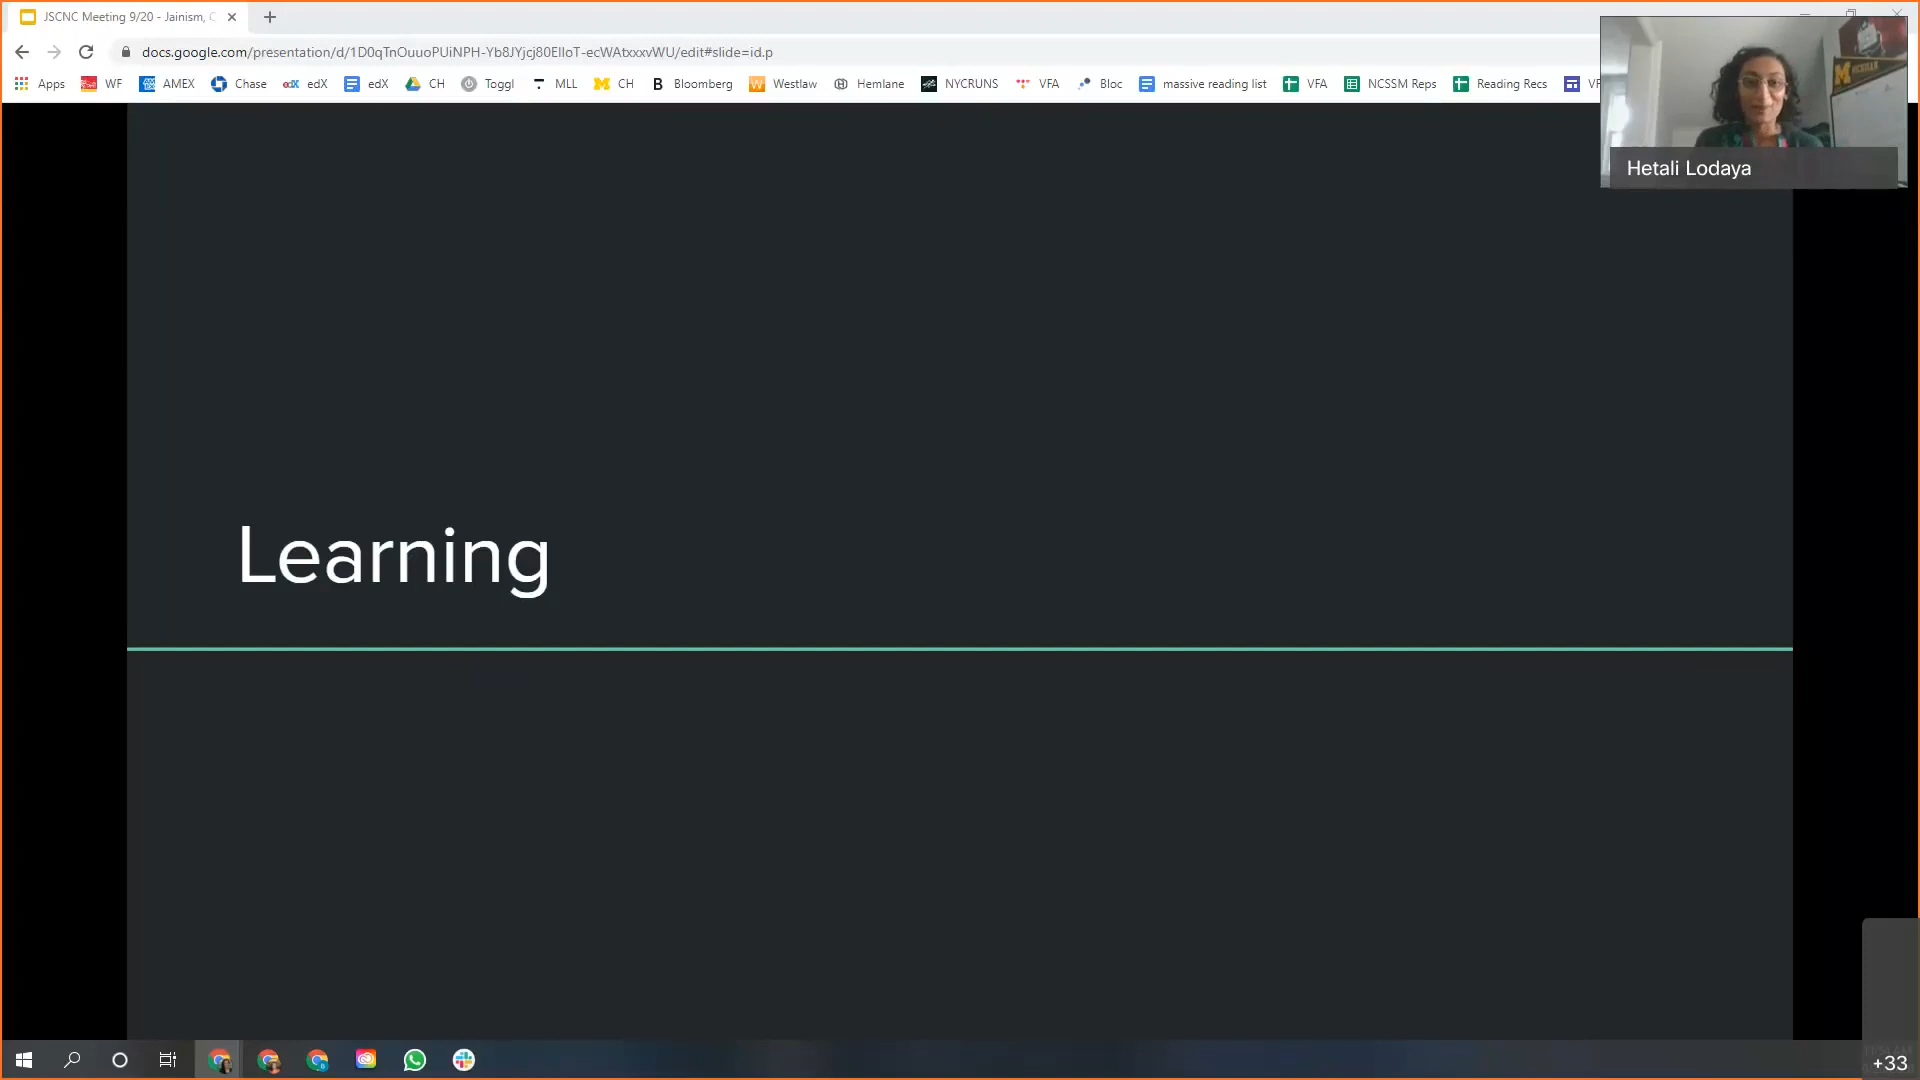 JSCNC Meeting 9/20 - Jainism, C
docs.google.com/presentation/d/1D0qTnOuuoPUiNPH-Yb8JYjcj80EIIoT-ecWAtxxxvWU/edit#slide=id.p
Apps WF AMEX Chase edX edX CH Toggl MLL CH Bloomberg Westlaw Hemlane NYCRUNS VFA Bloc massive reading list VFA NCSSM Reps Reading Recs VF
Hetali Lodaya
Learning
+33